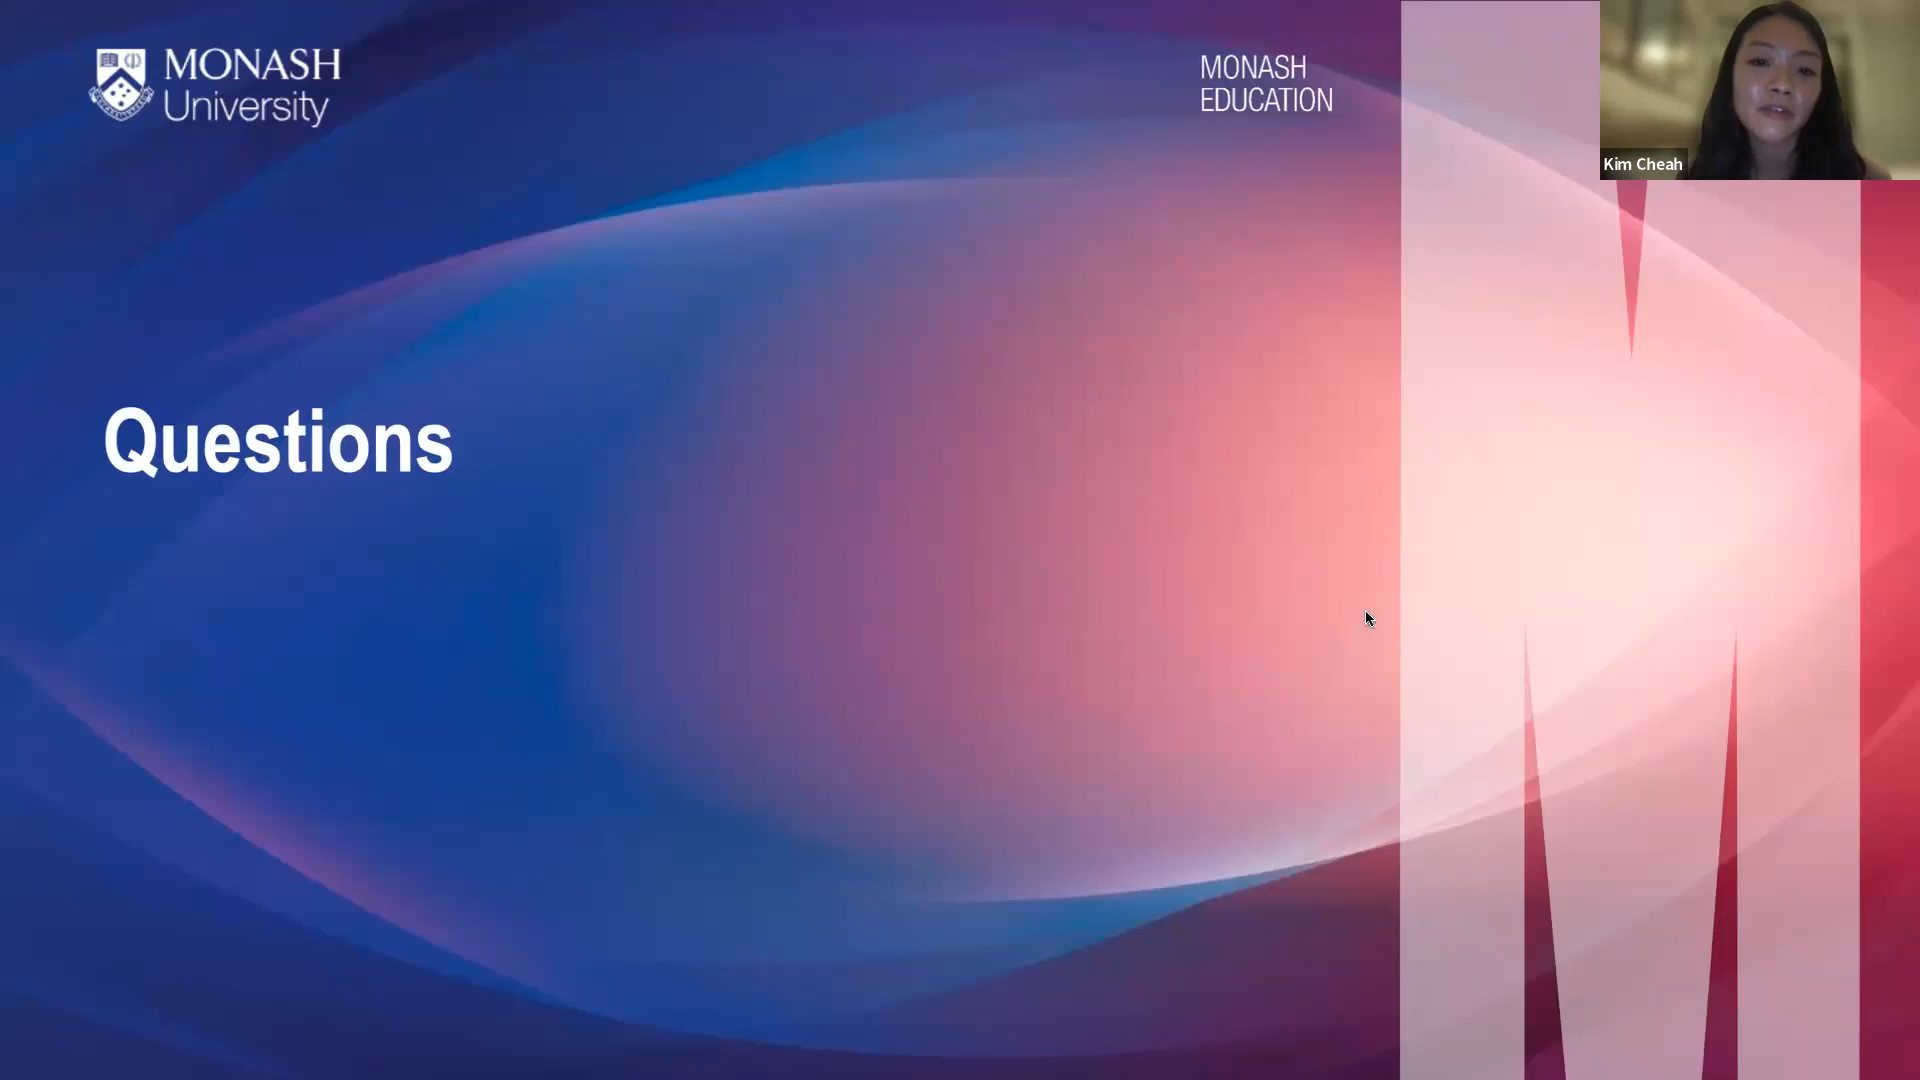 MONASH
University
MONASH
EDUCATION
Kim Cheah
Questions